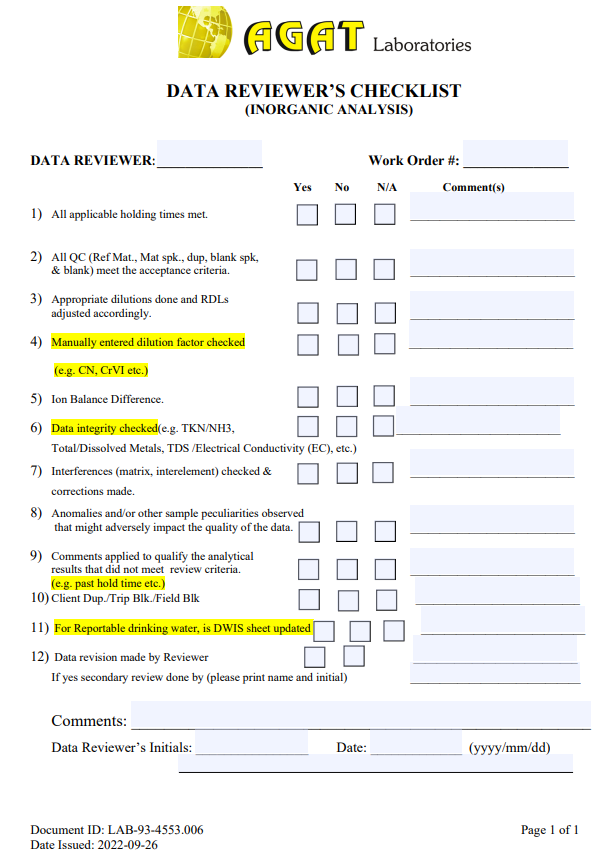 AGAT Laboratories
DATA REVIEWER'S CHECKLIST
(INORGANIC ANALYSIS)
DATA REVIEWER: Work Order #:
Yes No N/A Comment(s)
1) All applicable holding times met.
2) All QC (Ref Mat., Mat spk., dup, blank spk,
& blank) meet the acceptance criteria.
3) Appropriate dilutions done and RDLs
adjusted accordingly.
4) Manually entered dilution factor checked
(e.g. CN, CrVI etc.)
5) Ion Balance Difference.
6) Data integrity checked(e.g. TKN/NH3,
Total/Dissolved Metals, TDS /Electrical Conductivity (EC), etc.)
7) Interferences (matrix, interelement) checked &
corrections made.
8) Anomalies and/or other sample peculiarities observed
that might adversely impact the quality of the data.
9) Comments applied to qualify the analytical
results that did not meet review criteria.
(e.g. past hold time etc.)
10) Client Dup./Trip Blk./Field Blk
11) For Reportable drinking water, is DWIS sheet updated
12) Data revision made by Reviewer
If yes secondary review done by (please print name and initial)
Comments:
Data Reviewer's Initials: Date: (yyyy/mm/dd)
Document ID: LAB-93-4553.006 Page 1 of 1
Date Issued: 2022-09-26